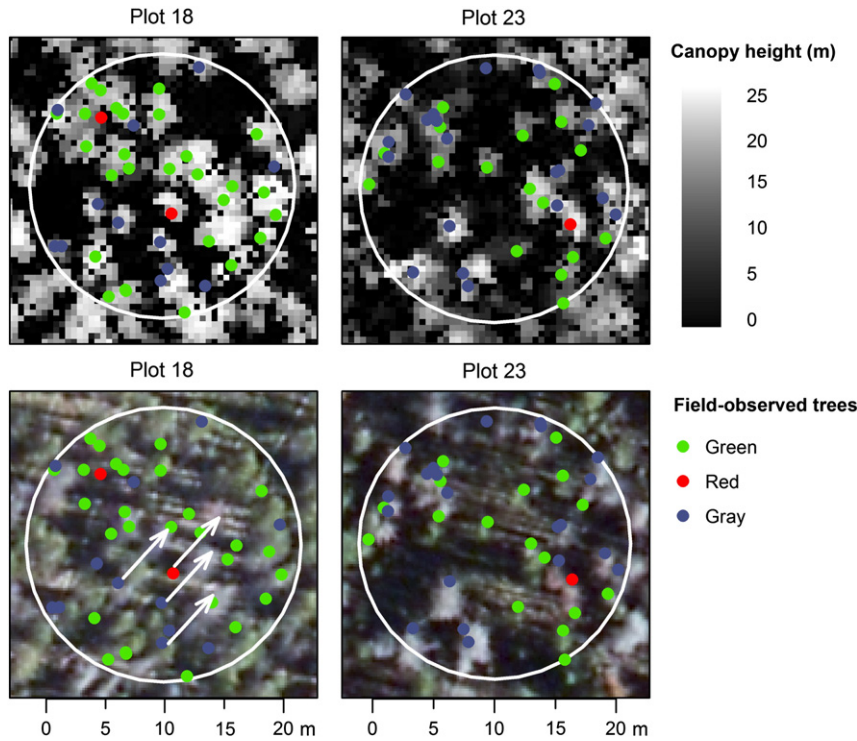 Plot 18
Plot 23
Canopy height (m)
25
20
15
10
5
0
Plot 18
Plot 23
Field-observed trees
Green
Red
Gray
0 5 10 15 20 m
0 5 10 15 20 m